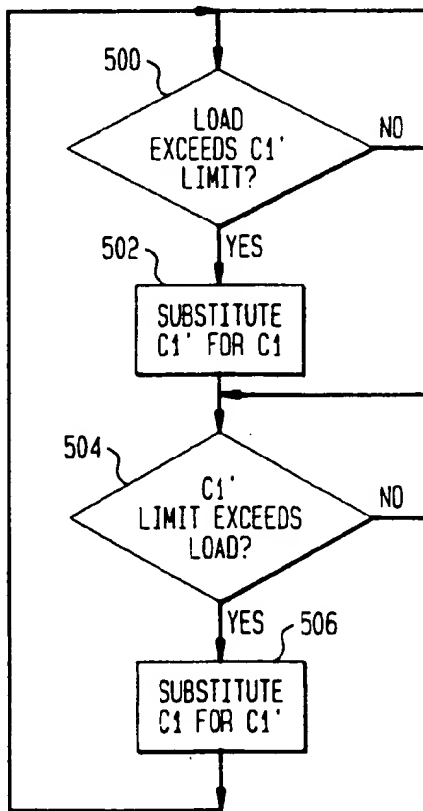 500
LOAD
EXCEEDS C1'
LIMIT?
NO
YES
502
SUBSTITUTE
C1' FOR C1
504
C1'
LIMIT EXCEEDS
LOAD?
NO
YES
506
SUBSTITUTE
C1 FOR C1'